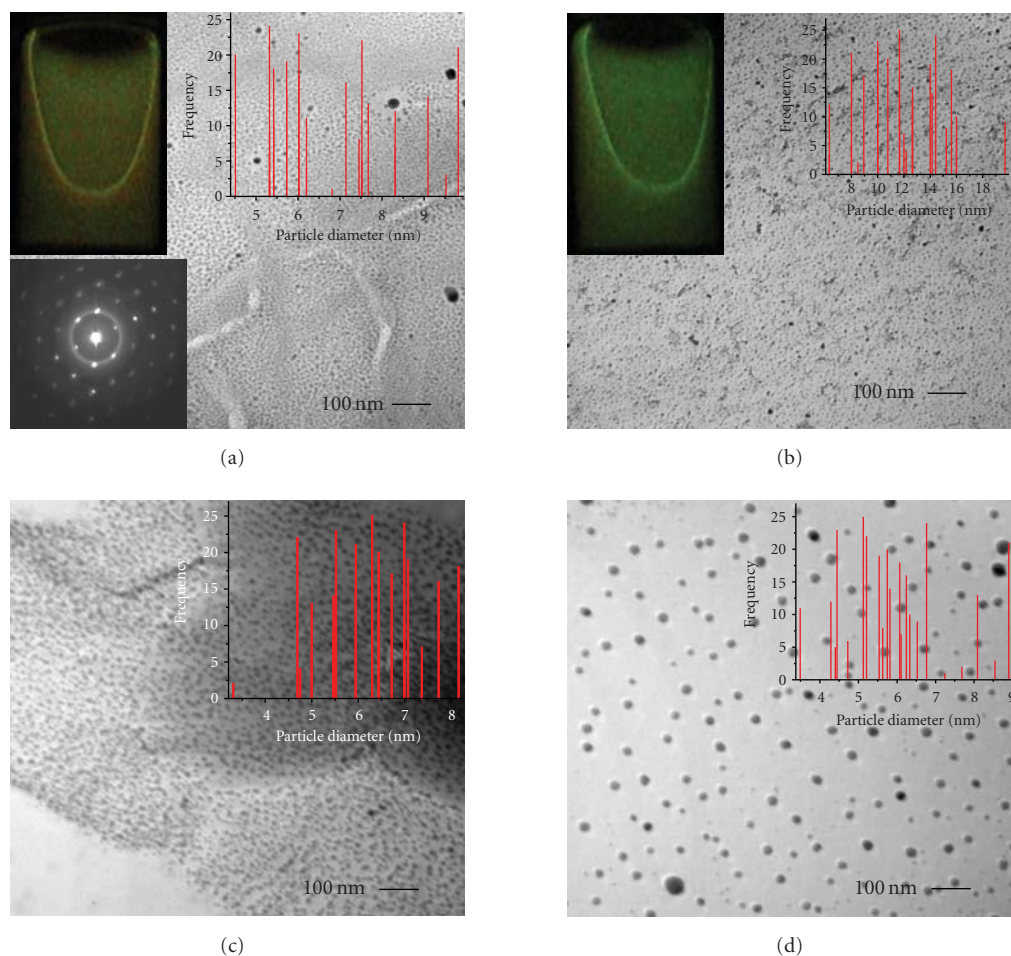 25
20
15
10
5
0
Frequency
5 6 7 8 9
Particle diameter (nm)
100 nm
(a)
25
20
15
10
5
0
Frequency
8 10 12 14 16 18
Particle diameter (nm)
100 nm
(b)
25
20
15
10
5
0
Frequency
4 5 6 7 8
Particle diameter (nm)
100 nm
(c)
25
20
15
10
5
0
Frequency
4 5 6 7 8 9
Particle diameter (nm)
100 nm
(d)